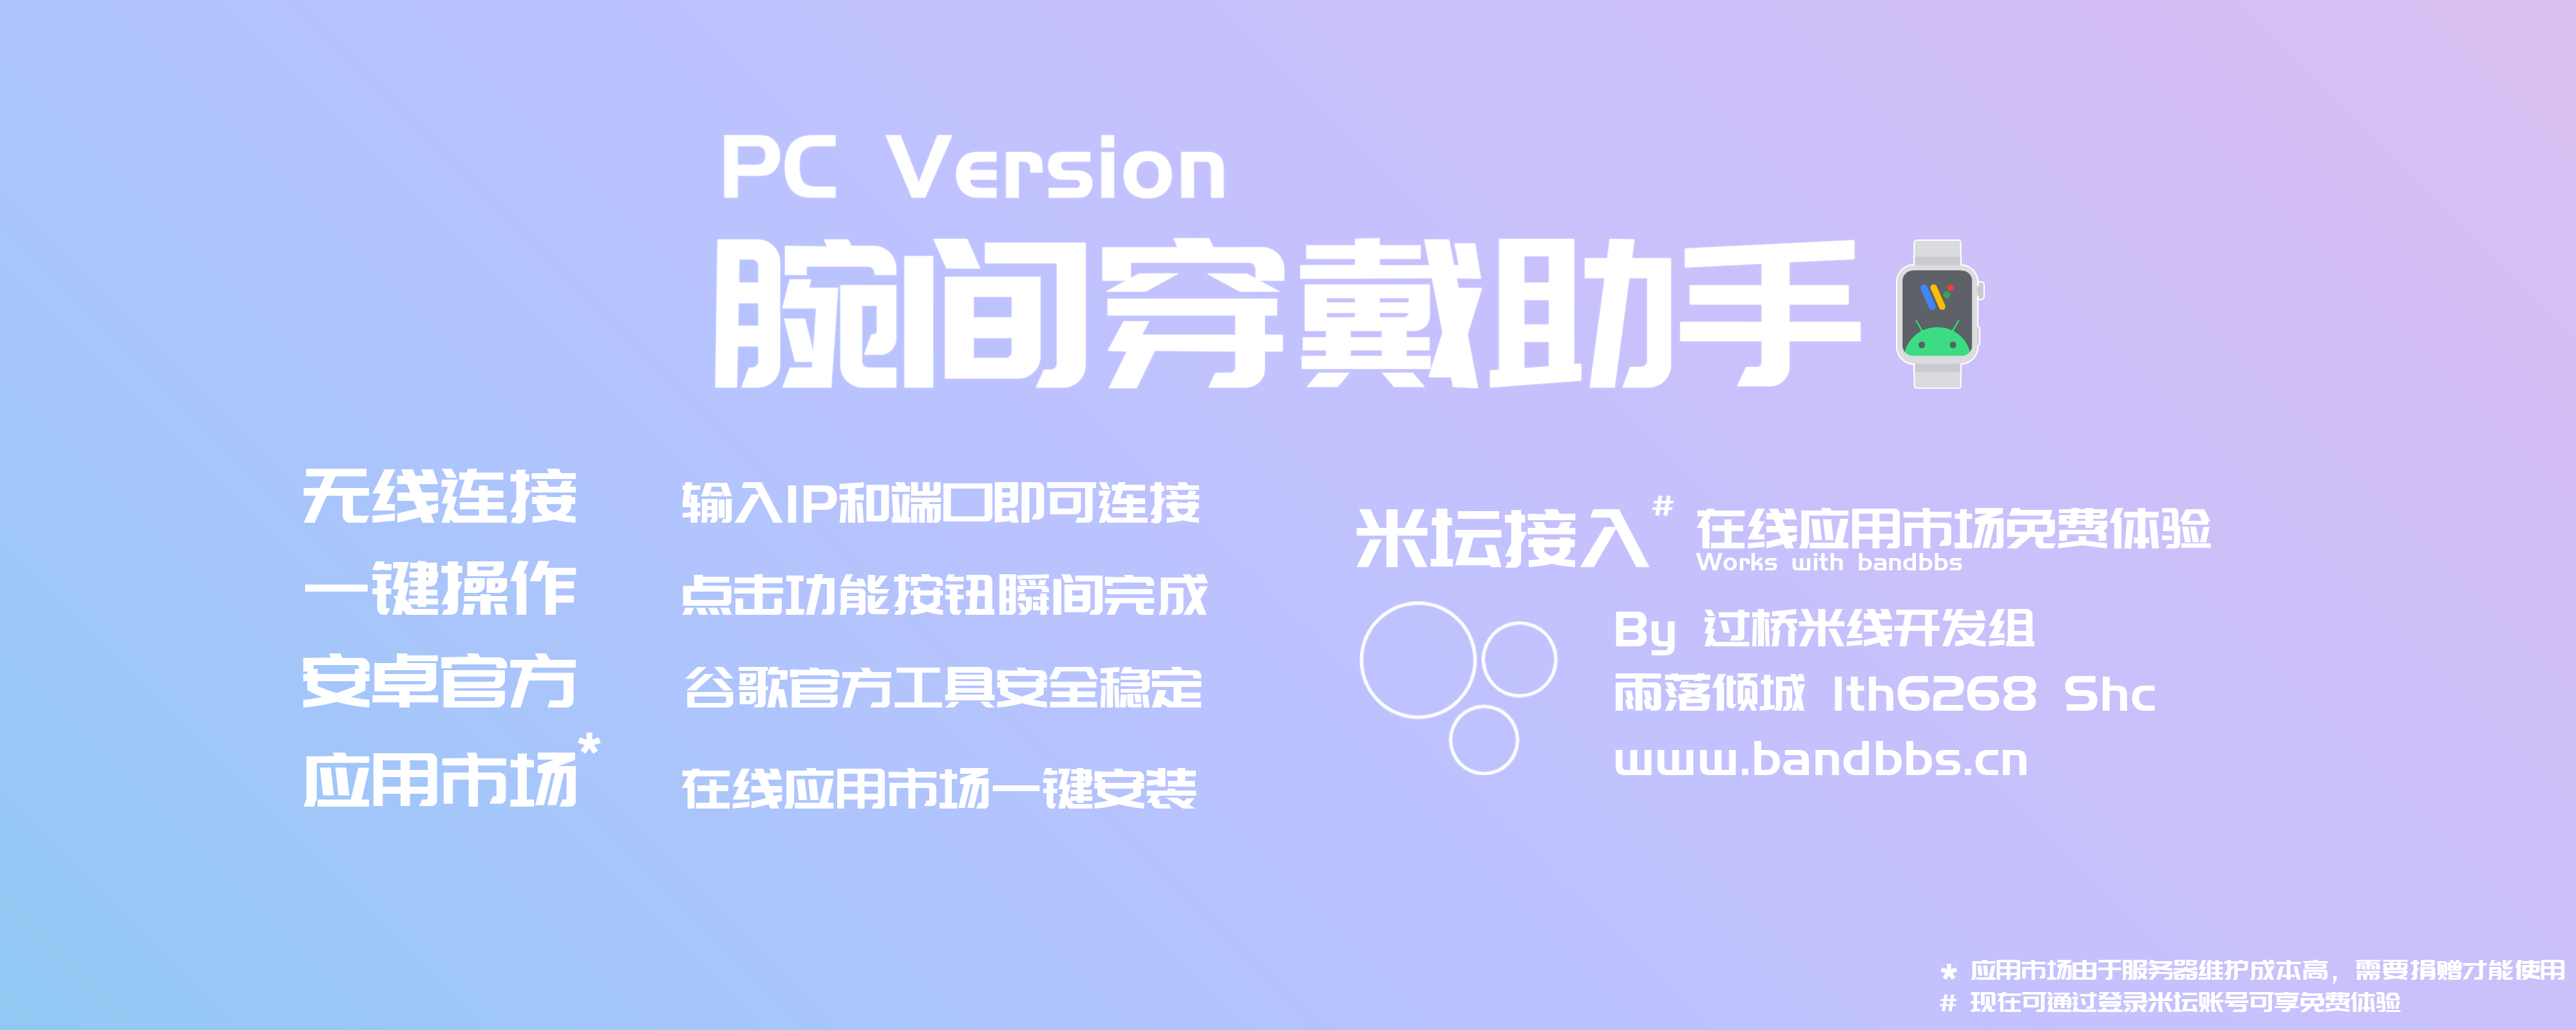 PC Version
腕间穿戴助手
无线连接 输入IP和端口即可连接
一键操作 点击功能按钮瞬间完成
安卓官方 谷歌官方工具安全稳定
应用市场* 在线应用市场一键安装
米坛接入# 在线应用市场免费体验
Works with bandbbs
By 过桥米线开发组
雨落倾城 lth6268 Shc
www.bandbbs.cn
* 应用市场由于服务器维护成本高，需要捐赠才能使用
# 现在可通过登录米坛账号可享免费体验